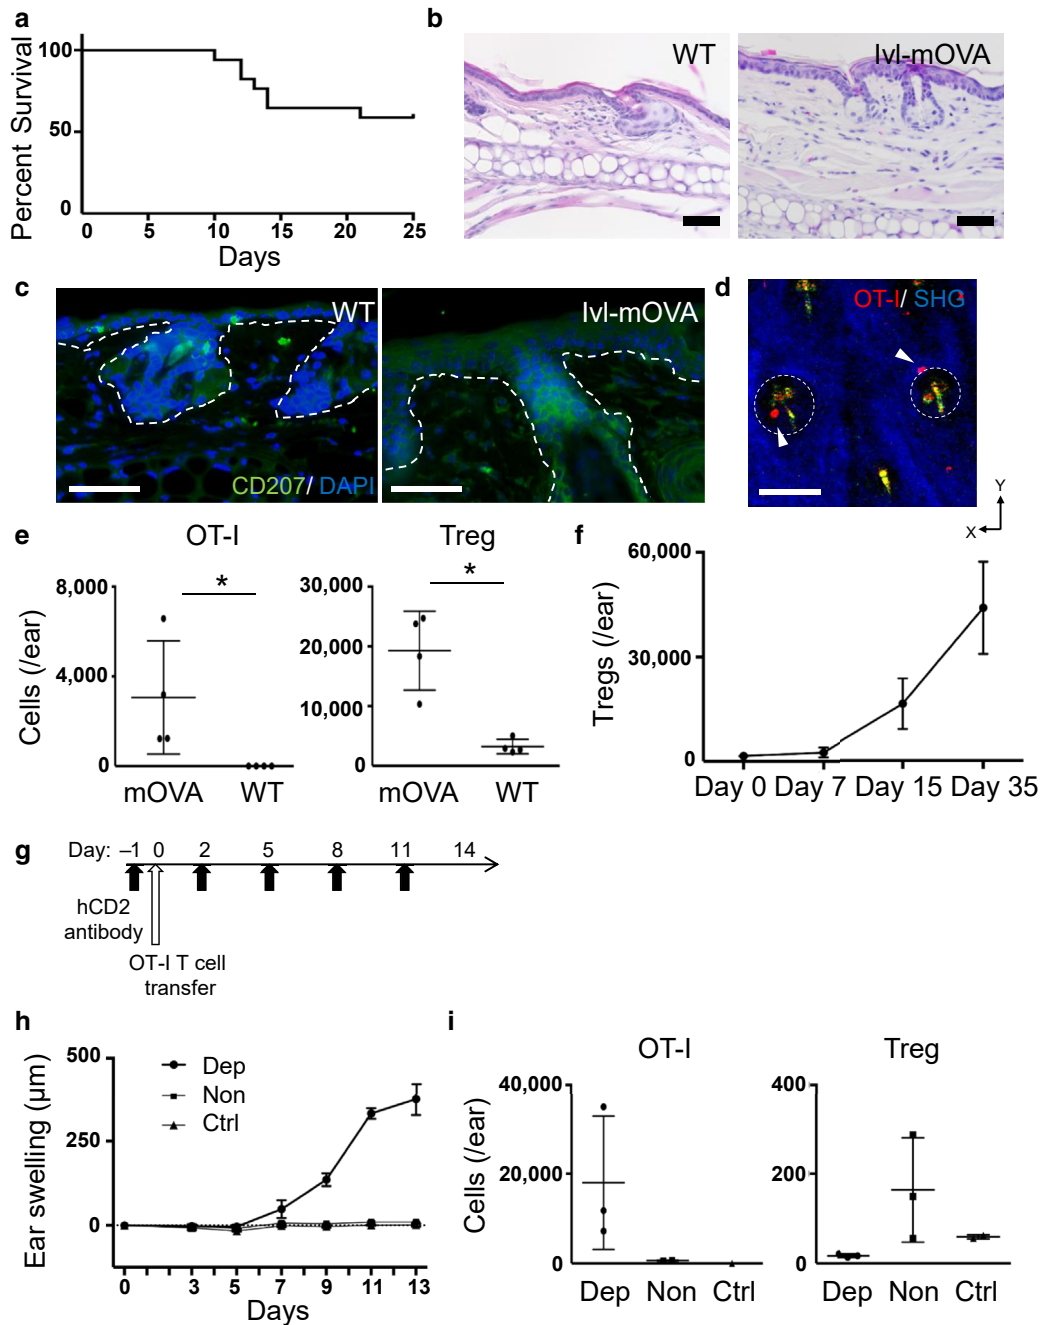 a
Percent Survival
100
50
0
0 5 10 15 20 25
Days
b
WT
Ivl-mOVA
c
WT
Ivl-mOVA
CD207/ DAPI
d
OT-I/ SHG
Y
X
e
OT-I
Treg
Cells (/ear)
8,000
4,000
0
mOVA WT
*
30,000
20,000
10,000
0
mOVA WT
*
f
Tregs (/ear)
60,000
30,000
0
Day 0 Day 7 Day 15 Day 35
g
Day: –1 0 2 5 8 11 14
hCD2
antibody
OT-I T cell
transfer
h
Ear swelling (µm)
500
250
0
Dep
Non
Ctrl
0 3 5 7 9 11 13
Days
i
OT-I
Treg
Cells (/ear)
40,000
20,000
0
Dep Non Ctrl
400
200
0
Dep Non Ctrl